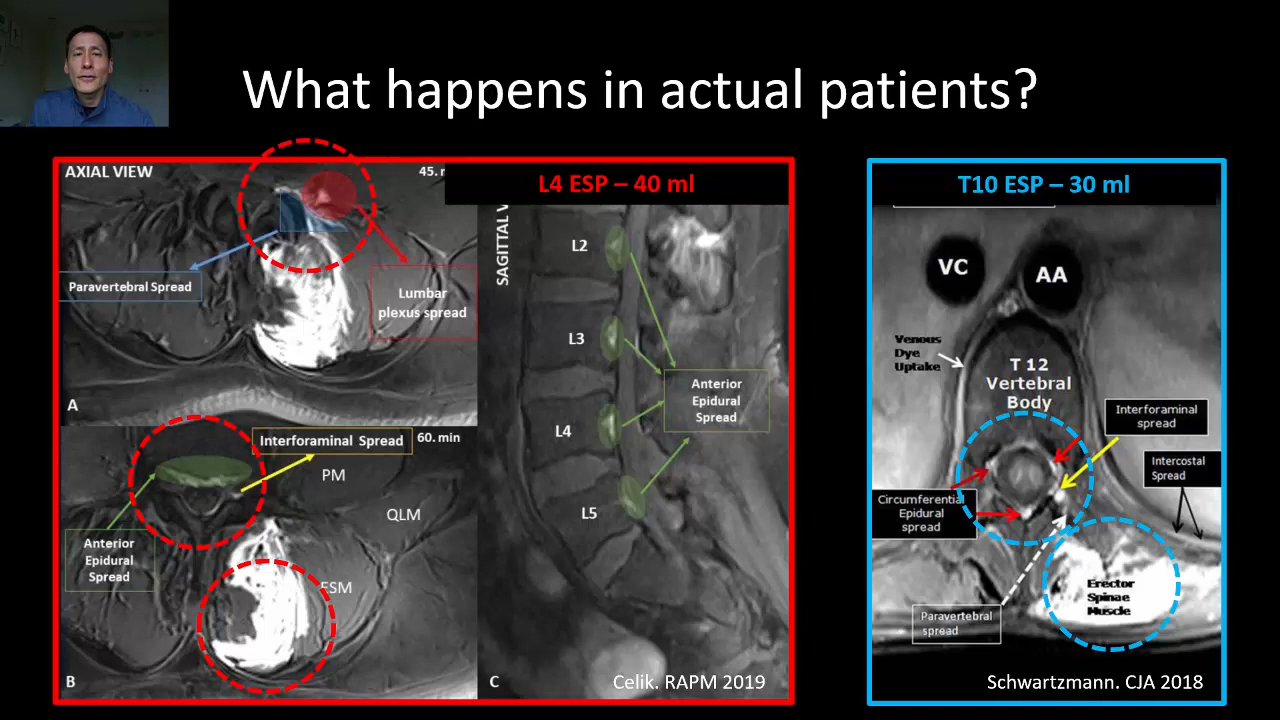 What happens in actual patients?
AXIAL VIEW
45.
L4 ESP – 40 ml
Paravertebral Spread
Lumbar
plexus spread
A
Interforaminal Spread
60. min
PM
QLM
Anterior
Epidural
Spread
ESM
B
SAGITTAL
L2
L3
L4
L5
Anterior
Epidural
Spread
C
Celik. RAPM 2019
T10 ESP – 30 ml
VC
AA
Venous
Dye
Uptake
T 12
Vertebral
Body
Interforaminal
spread
Intercostal
Spread
Circumferential
Epidural
spread
Erector
Spinae
Muscle
Paravertebral
spread
Schwartzmann. CJA 2018